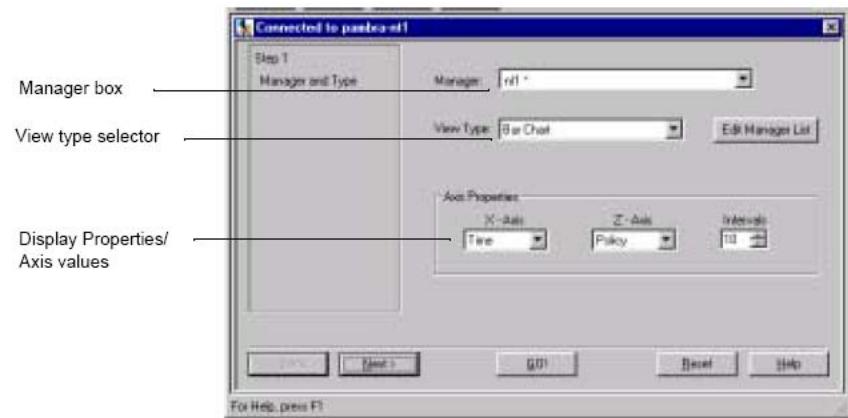 Connected to pambra-nt1
Step 1
Manager and Type
Manager box
Manager: nt1 *
View type selector
View Type: Bar Chart
Edit Manager List
Axis Properties
X - Axis Z - Axis Intervals
Display Properties/
Axis values
Time Policy 10
Next >
GO!
Reset
Help
For Help, press F1